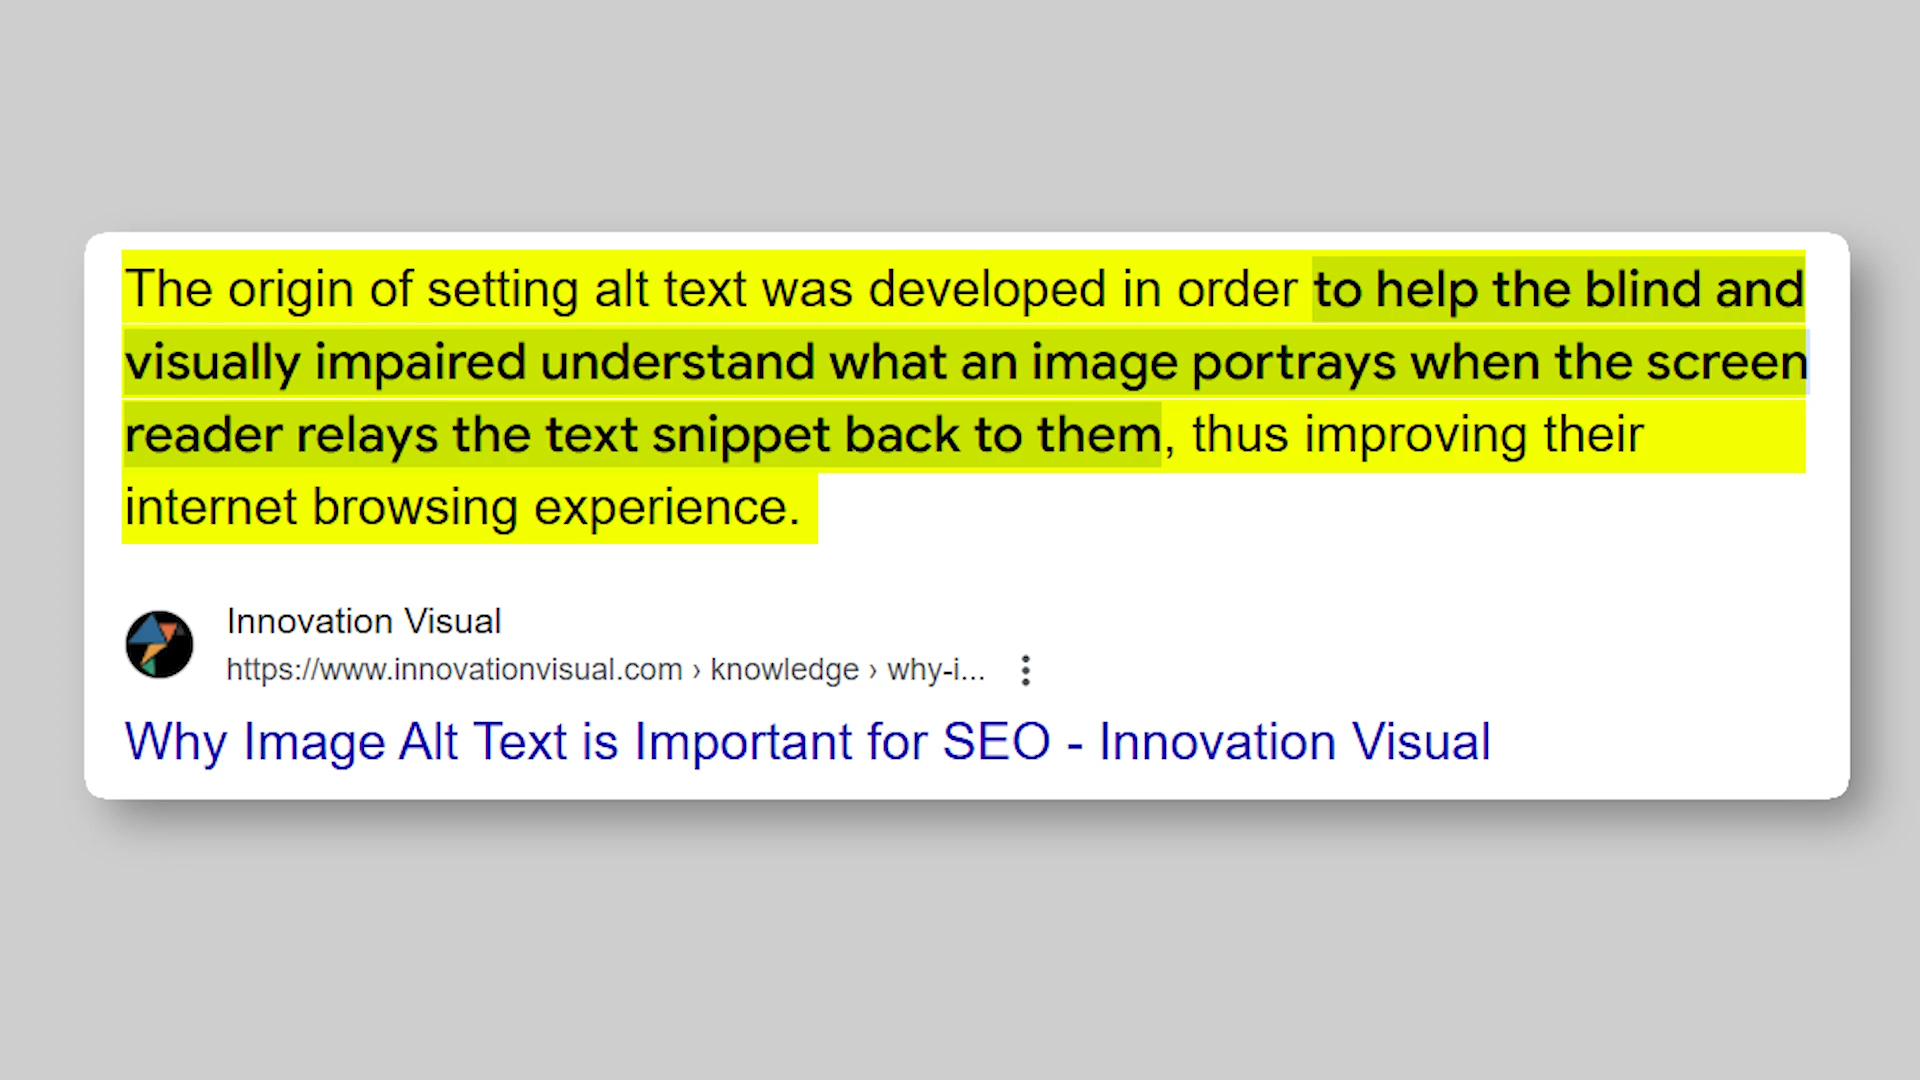 The origin of setting alt text was developed in order to help the blind and
visually impaired understand what an image portrays when the screen
reader relays the text snippet back to them, thus improving their
internet browsing experience.
Innovation Visual
https://www.innovationvisual.com › knowledge › why-i...
Why Image Alt Text is Important for SEO - Innovation Visual